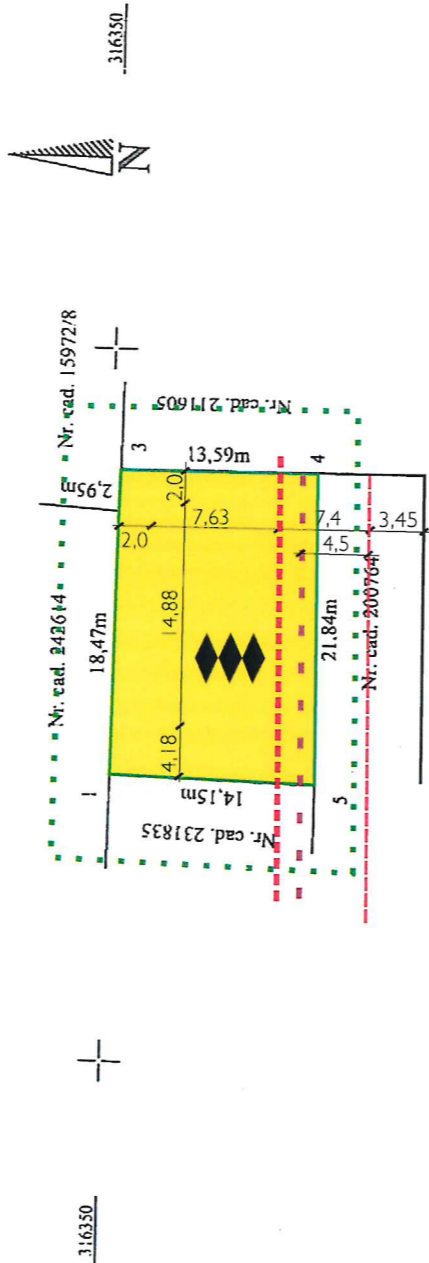 316350
N
Nr. cad. 15972/8
Nr. cad. 242614
2,95m
3
Nr. cad. 211605
18,47m
2,0
2,0
13,59m
1
7,63
14,88
4,18
7,4
4
4,5
3,45
14,15m
21.84m
Nr. cad. 200764
Nr. cad. 231835
5
316350